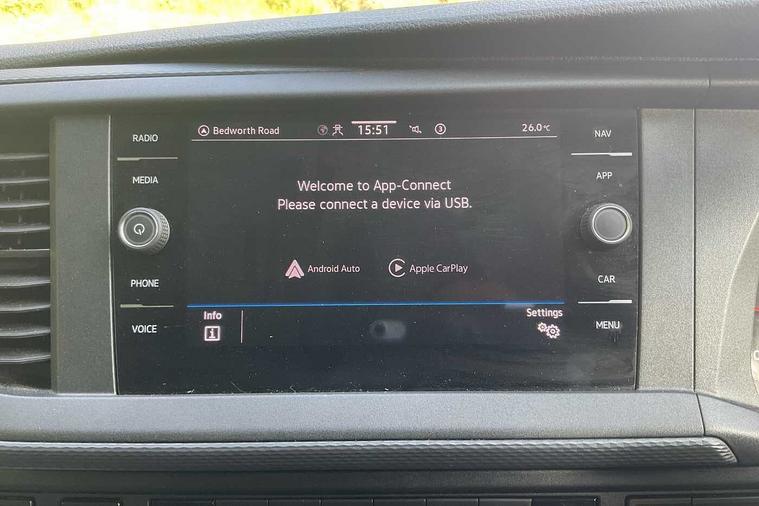 RADIO
MEDIA
PHONE
VOICE
Bedworth Road
15:51
3
26.0°C
Welcome to App-Connect
Please connect a device via USB.
Android Auto
Apple CarPlay
Info
i
Settings
NAV
APP
CAR
MENU